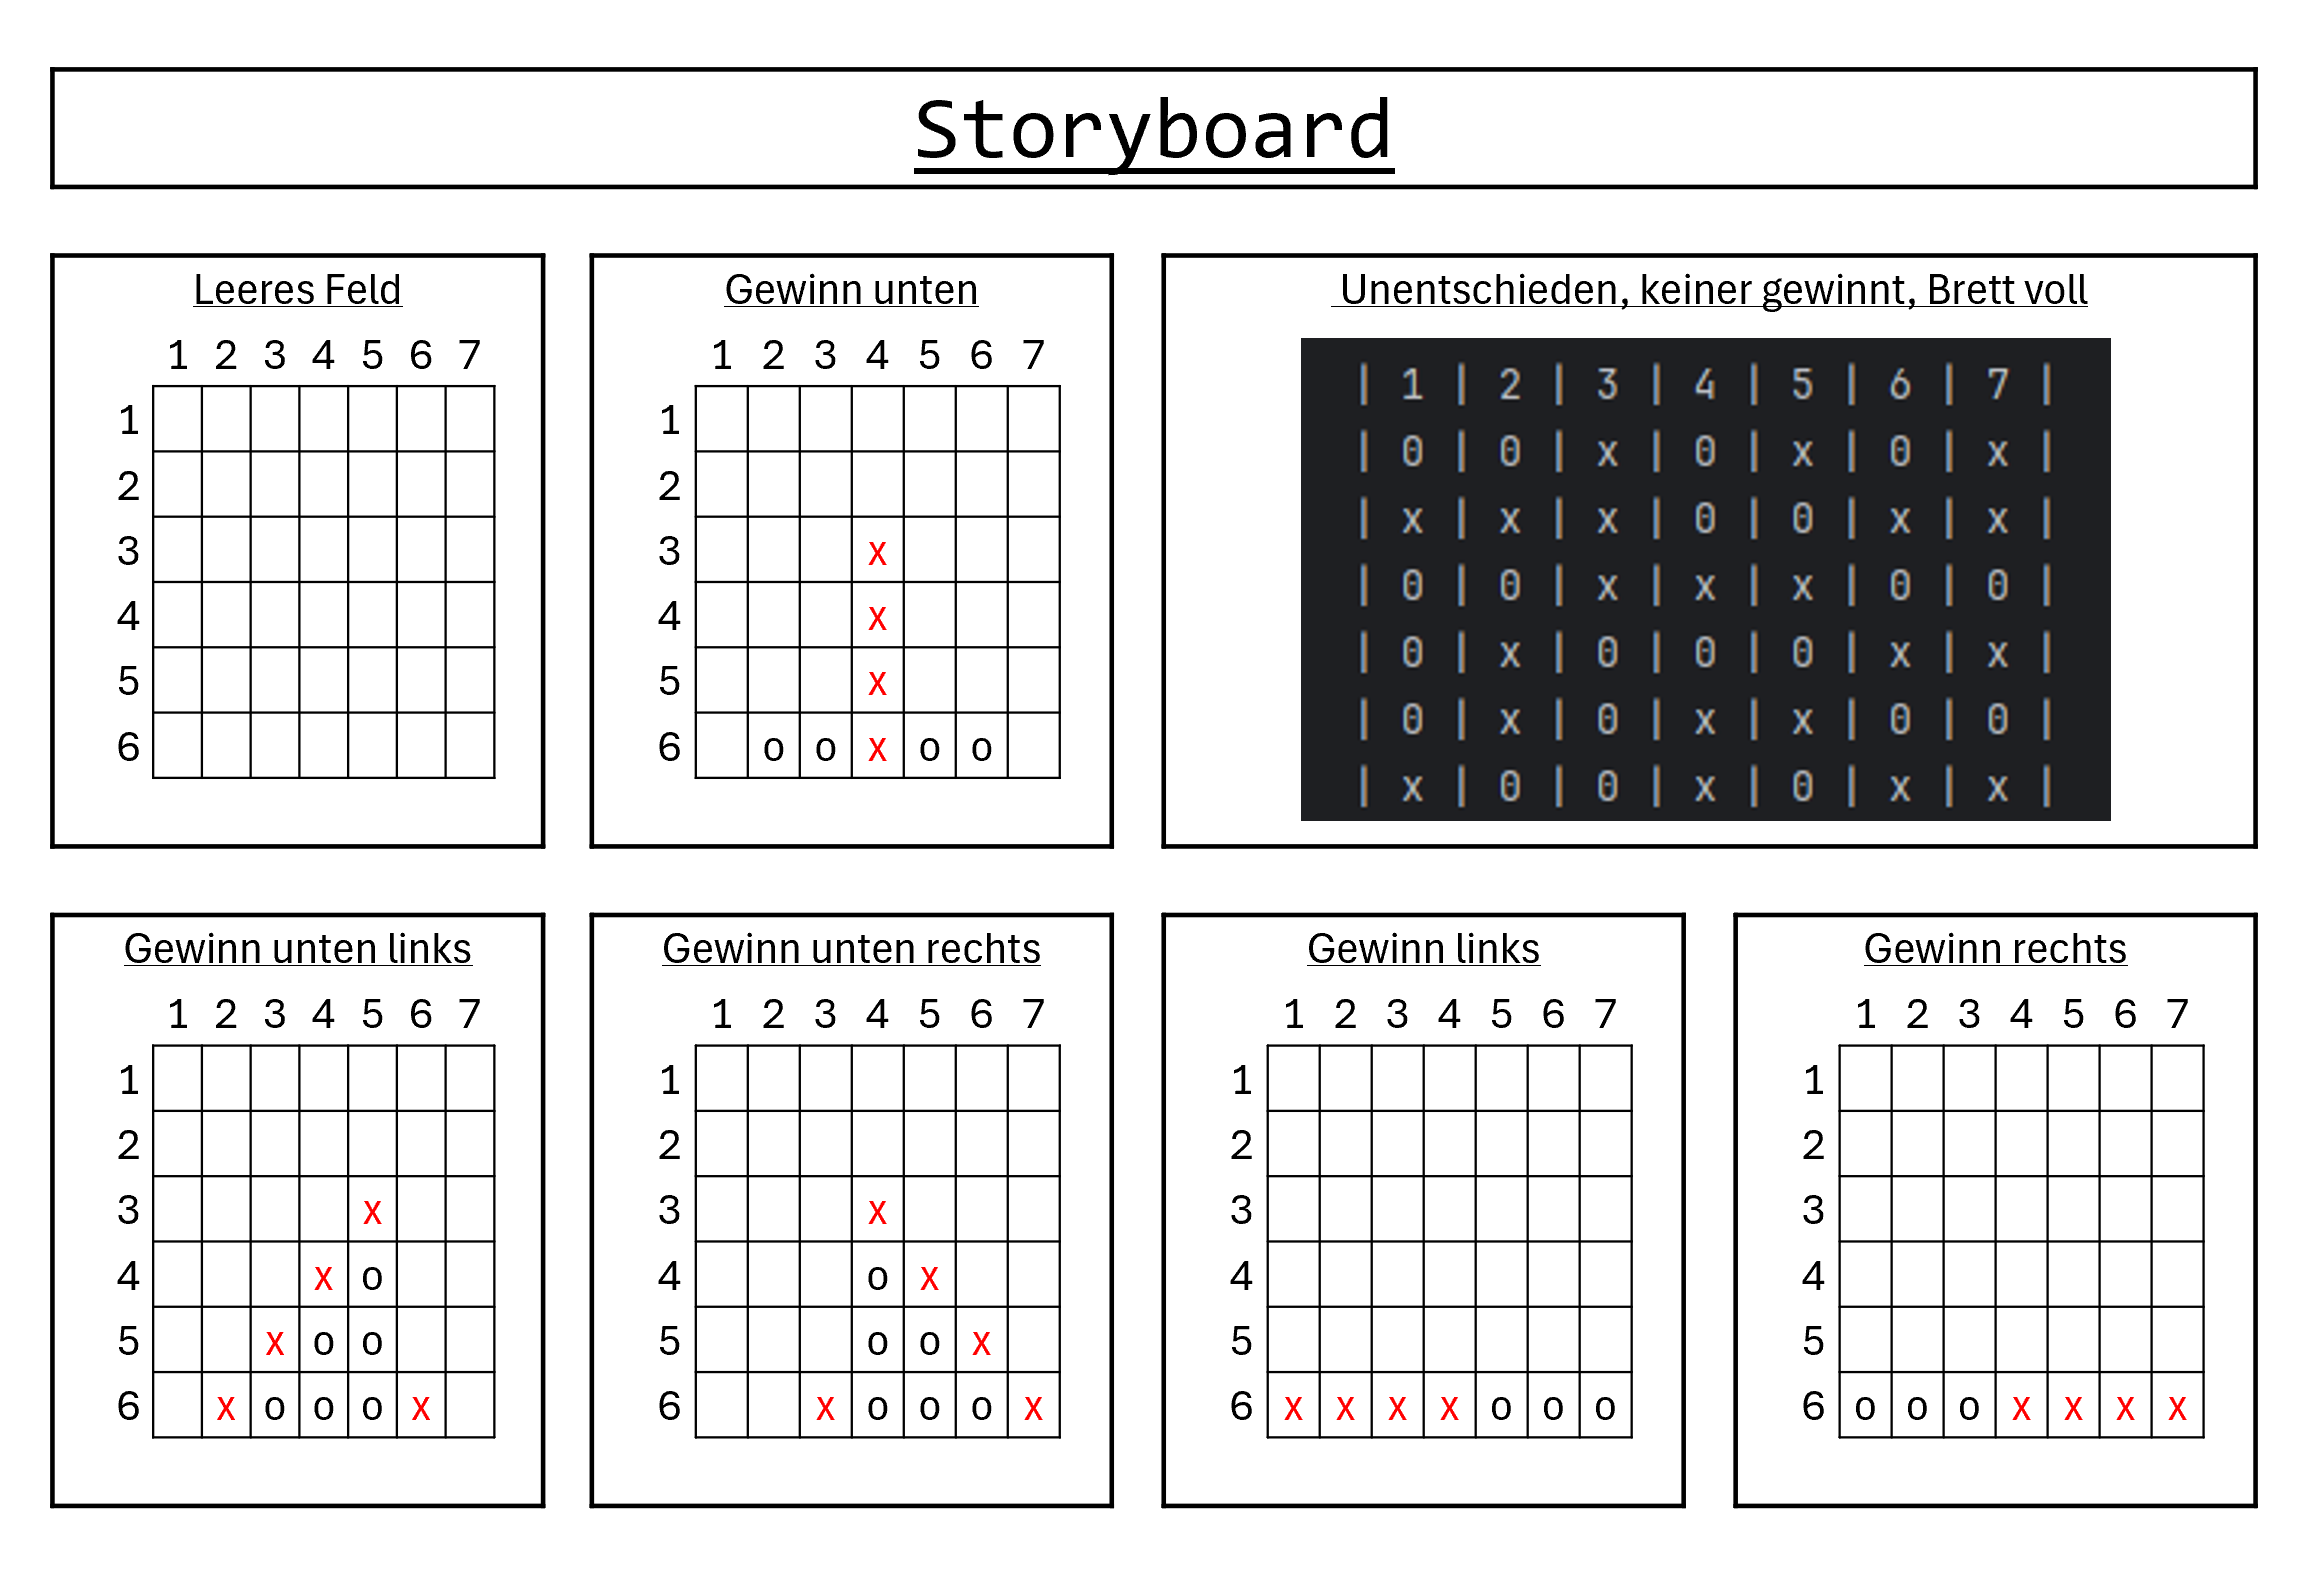 Storyboard
Leeres Feld
1 2 3 4 5 6 7
1
2
3
4
5
6
Gewinn unten
1 2 3 4 5 6 7
1
2
3 x
4 x
5 x
6 o o x o o
Unentschieden, keiner gewinnt, Brett voll
| 1 | 2 | 3 | 4 | 5 | 6 | 7 |
| 0 | 0 | x | 0 | x | 0 | x |
| x | x | x | 0 | 0 | x | x |
| 0 | 0 | x | x | x | 0 | 0 |
| 0 | x | 0 | 0 | 0 | x | x |
| 0 | x | 0 | x | x | 0 | 0 |
| x | 0 | 0 | x | 0 | x | x |
Gewinn unten links
1 2 3 4 5 6 7
1
2
3 x
4 x o
5 x o o
6 x o o o x
Gewinn unten rechts
1 2 3 4 5 6 7
1
2
3 x
4 o x
5 o o x
6 x o o o x
Gewinn links
1 2 3 4 5 6 7
1
2
3
4
5
6 x x x x o o o
Gewinn rechts
1 2 3 4 5 6 7
1
2
3
4
5
6 o o o x x x x